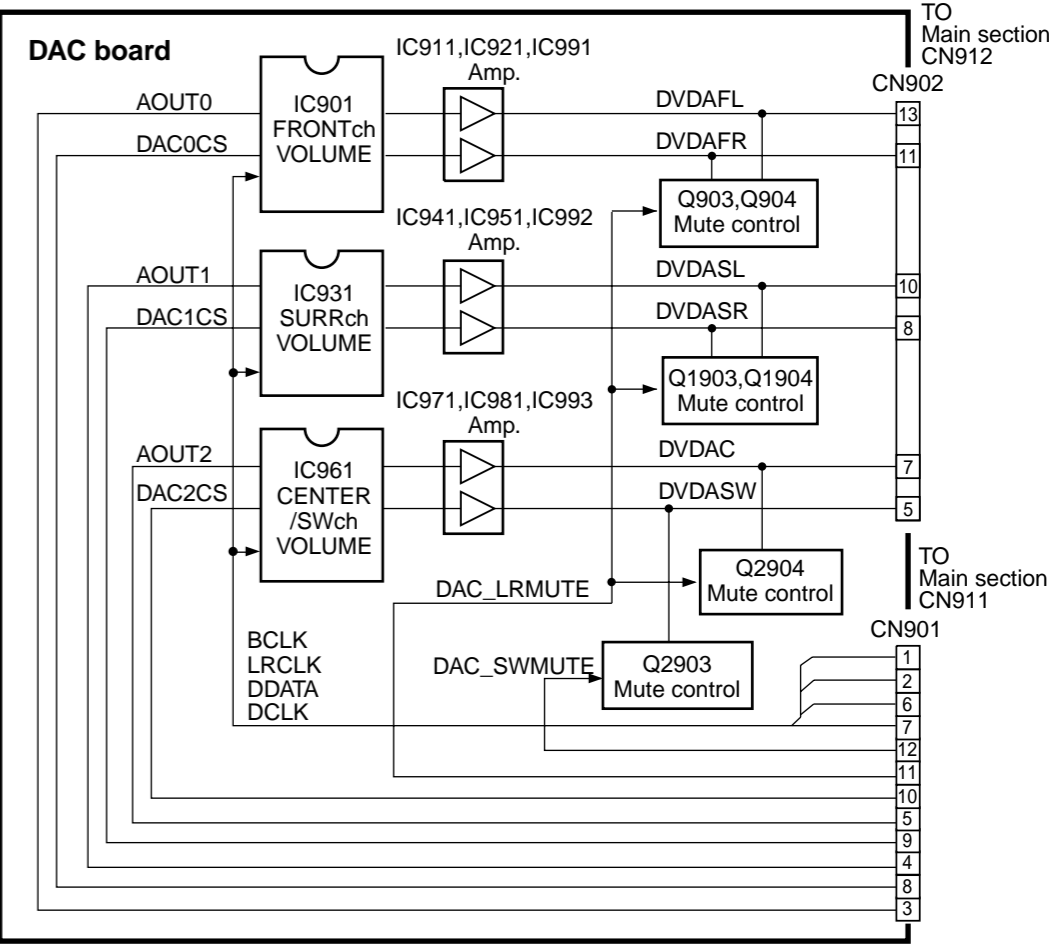 TO
Main section
CN912
DAC board
IC911,IC921,IC991
Amp.
CN902
AOUT0
IC901
FRONTch
VOLUME
DVDAFL
13
DAC0CS
DVDAFR
11
Q903,Q904
Mute control
IC941,IC951,IC992
Amp.
AOUT1
IC931
SURRch
VOLUME
DVDASL
10
DAC1CS
DVDASR
8
Q1903,Q1904
Mute control
IC971,IC981,IC993
Amp.
AOUT2
IC961
CENTER
/SWch
VOLUME
DVDAC
7
DAC2CS
DVDASW
5
Q2904
Mute control
TO
Main section
CN911
DAC_LRMUTE
CN901
BCLK
LRCLK
DDATA
DCLK
DAC_SWMUTE
Q2903
Mute control
1
2
6
7
12
11
10
5
9
4
8
3